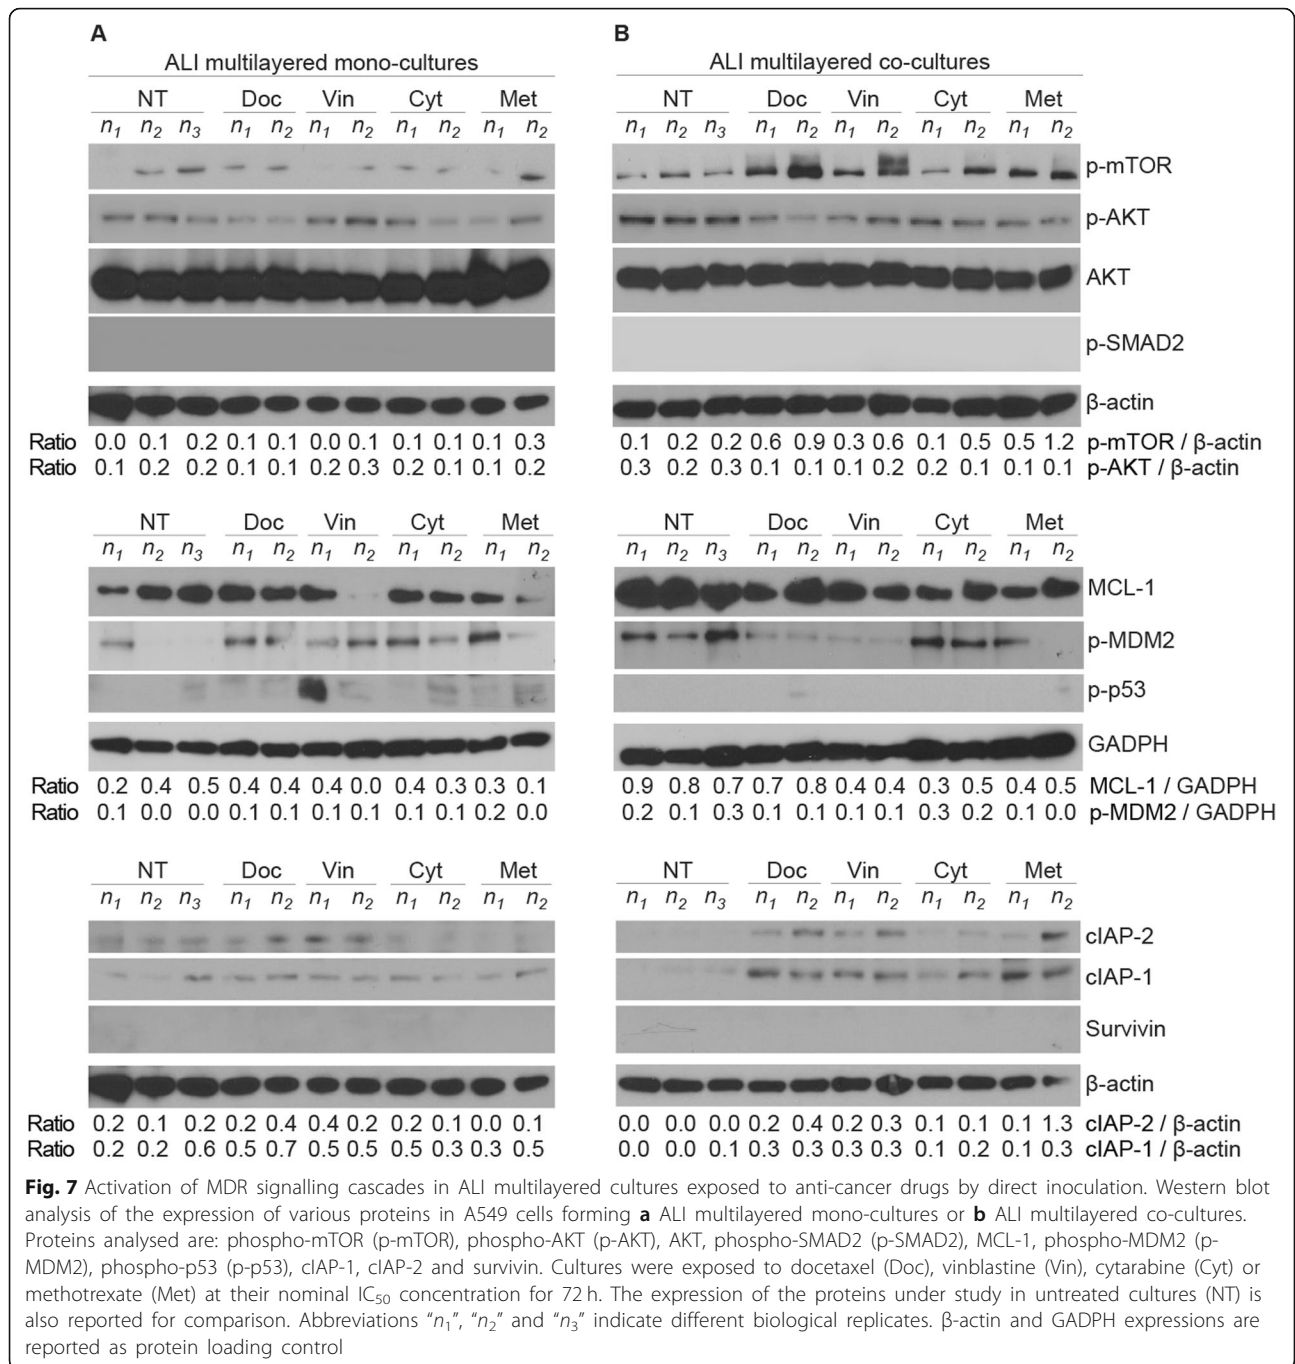 A B
ALI multilayered mono-cultures ALI multilayered co-cultures
NT Doc Vin Cyt Met NT Doc Vin Cyt Met
n1 n2 n3 n1 n2 n1 n2 n1 n2 n1 n2 n1 n2 n3 n1 n2 n1 n2 n1 n2 n1 n2
p-mTOR
p-AKT
AKT
p-SMAD2
β-actin
Ratio 0.0 0.1 0.2 0.1 0.1 0.0 0.1 0.1 0.1 0.1 0.3 0.1 0.2 0.2 0.6 0.9 0.3 0.6 0.1 0.5 0.5 1.2 p-mTOR / β-actin
Ratio 0.1 0.2 0.2 0.1 0.1 0.2 0.3 0.2 0.1 0.1 0.2 0.3 0.2 0.3 0.1 0.1 0.1 0.2 0.2 0.1 0.1 0.1 p-AKT / β-actin
NT Doc Vin Cyt Met NT Doc Vin Cyt Met
n1 n2 n3 n1 n2 n1 n2 n1 n2 n1 n2 n1 n2 n3 n1 n2 n1 n2 n1 n2 n1 n2
MCL-1
p-MDM2
p-p53
GADPH
Ratio 0.2 0.4 0.5 0.4 0.4 0.4 0.0 0.4 0.3 0.3 0.1 0.9 0.8 0.7 0.7 0.8 0.4 0.4 0.3 0.5 0.4 0.5 MCL-1 / GADPH
Ratio 0.1 0.0 0.0 0.1 0.1 0.1 0.1 0.1 0.1 0.2 0.0 0.2 0.1 0.3 0.1 0.1 0.1 0.1 0.3 0.2 0.1 0.0 p-MDM2 / GADPH
NT Doc Vin Cyt Met NT Doc Vin Cyt Met
n1 n2 n3 n1 n2 n1 n2 n1 n2 n1 n2 n1 n2 n3 n1 n2 n1 n2 n1 n2 n1 n2
cIAP-2
cIAP-1
Survivin
β-actin
Ratio 0.2 0.1 0.2 0.2 0.4 0.4 0.2 0.2 0.1 0.0 0.1 0.0 0.0 0.0 0.2 0.4 0.2 0.3 0.1 0.1 0.1 1.3 cIAP-2 / β-actin
Ratio 0.2 0.2 0.6 0.5 0.7 0.5 0.5 0.5 0.3 0.3 0.5 0.0 0.0 0.1 0.3 0.3 0.3 0.3 0.1 0.2 0.1 0.3 cIAP-1 / β-actin
Fig. 7 Activation of MDR signalling cascades in ALI multilayered cultures exposed to anti-cancer drugs by direct inoculation. Western blot
analysis of the expression of various proteins in A549 cells forming a ALI multilayered mono-cultures or b ALI multilayered co-cultures.
Proteins analysed are: phospho-mTOR (p-mTOR), phospho-AKT (p-AKT), AKT, phospho-SMAD2 (p-SMAD2), MCL-1, phospho-MDM2 (p-
MDM2), phospho-p53 (p-p53), cIAP-1, cIAP-2 and survivin. Cultures were exposed to docetaxel (Doc), vinblastine (Vin), cytarabine (Cyt) or
methotrexate (Met) at their nominal IC50 concentration for 72 h. The expression of the proteins under study in untreated cultures (NT) is
also reported for comparison. Abbreviations “n1”, “n2” and “n3” indicate different biological replicates. β-actin and GADPH expressions are
reported as protein loading control